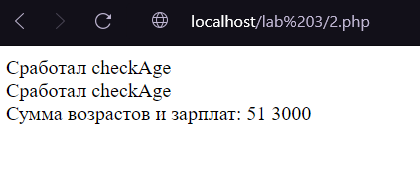 localhost/lab%203/2.php
Сработал checkAge
Сработал checkAge
Сумма возрастов и зарплат: 51 3000